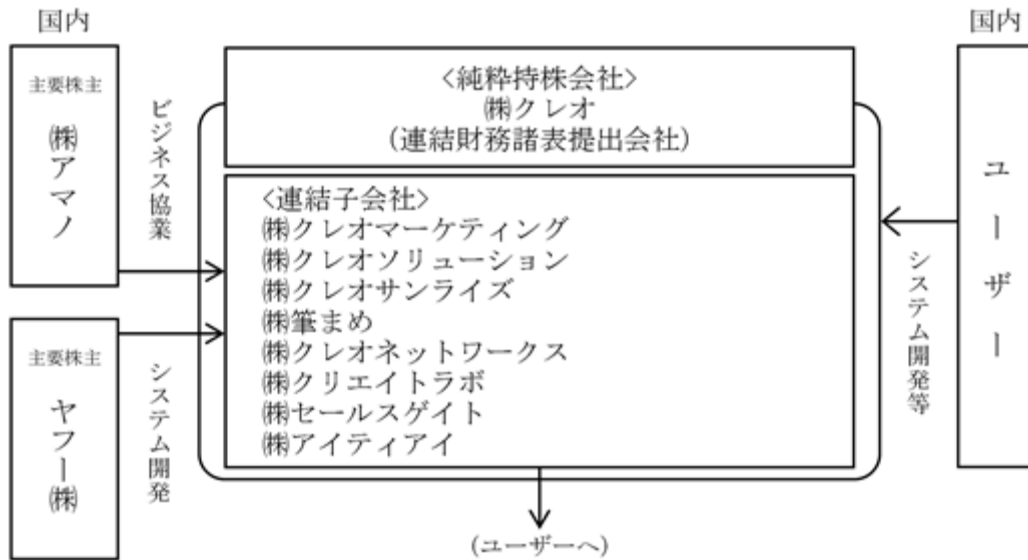 国内
主要株主
㈱アマノ
ビジネス協業
主要株主
ヤフー㈱
システム開発
<純粋持株会社>
㈱クレオ
(連結財務諸表提出会社)
<連結子会社>
㈱クレオマーケティング
㈱クレオソリューション
㈱クレオサンライズ
㈱筆まめ
㈱クレオネットワークス
㈱クリエイトラボ
㈱セールスゲイト
㈱アイティアイ
(ユーザーへ)
国内
ユーザー
システム開発等